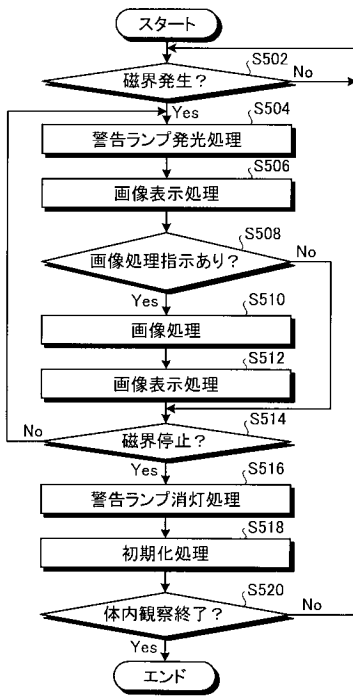 スタート
S502
磁界発生?
No
Yes
S504
警告ランプ発光処理
S506
画像表示処理
S508
画像処理指示あり?
No
Yes
S510
画像処理
S512
画像表示処理
S514
磁界停止?
No
Yes
S516
警告ランプ消灯処理
S518
初期化処理
S520
体内観察終了?
No
Yes
エンド